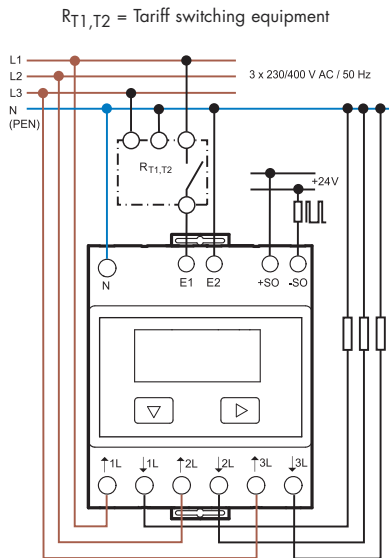 RT1,T2 = Tariff switching equipment
L1
L2
3 x 230/400 V AC / 50 Hz
L3
N
(PEN)
RT1,T2
+24V
N
E1
E2
+SO
-SO
↑1L
↓1L
↑2L
↓2L
↑3L
↓3L